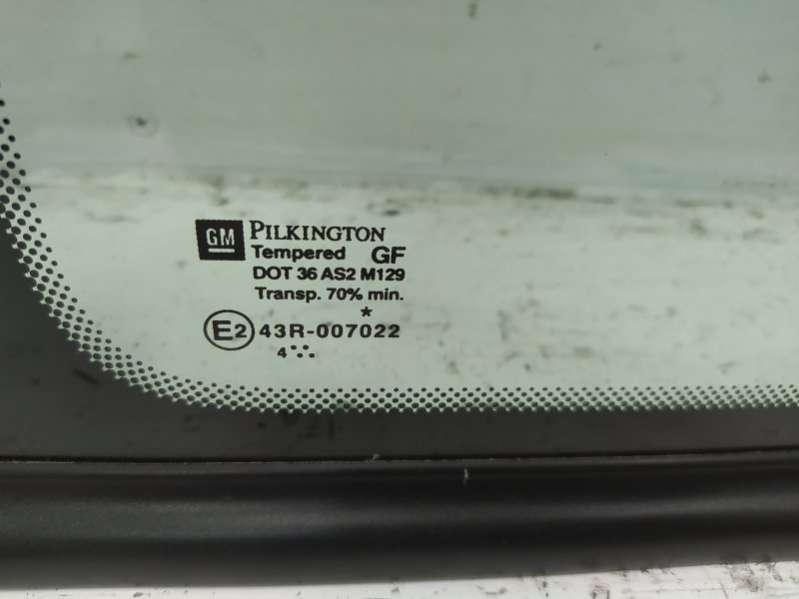 GM PILKINGTON
Tempered GF
DOT 36 AS2 M129
Transp. 70% min.
*
E2 43R-007022
4